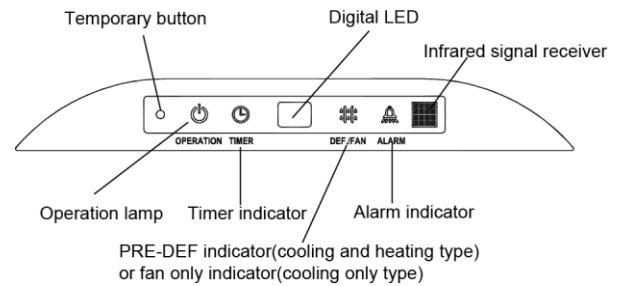 Temporary button
Digital LED
Infrared signal receiver
OPERATION TIMER DEF./FAN ALARM
Operation lamp
Timer indicator
Alarm indicator
PRE-DEF indicator(cooling and heating type)
or fan only indicator(cooling only type)